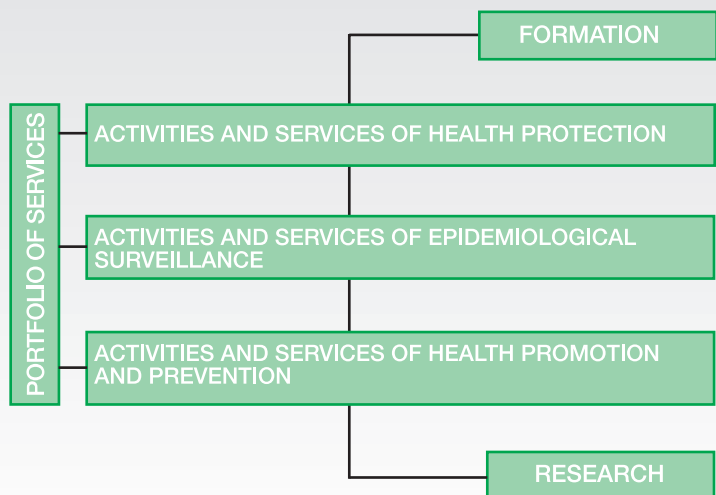 FORMATION
PORTFOLIO OF SERVICES
ACTIVITIES AND SERVICES OF HEALTH PROTECTION
ACTIVITIES AND SERVICES OF EPIDEMIOLOGICAL
SURVEILLANCE
ACTIVITIES AND SERVICES OF HEALTH PROMOTION
AND PREVENTION
RESEARCH